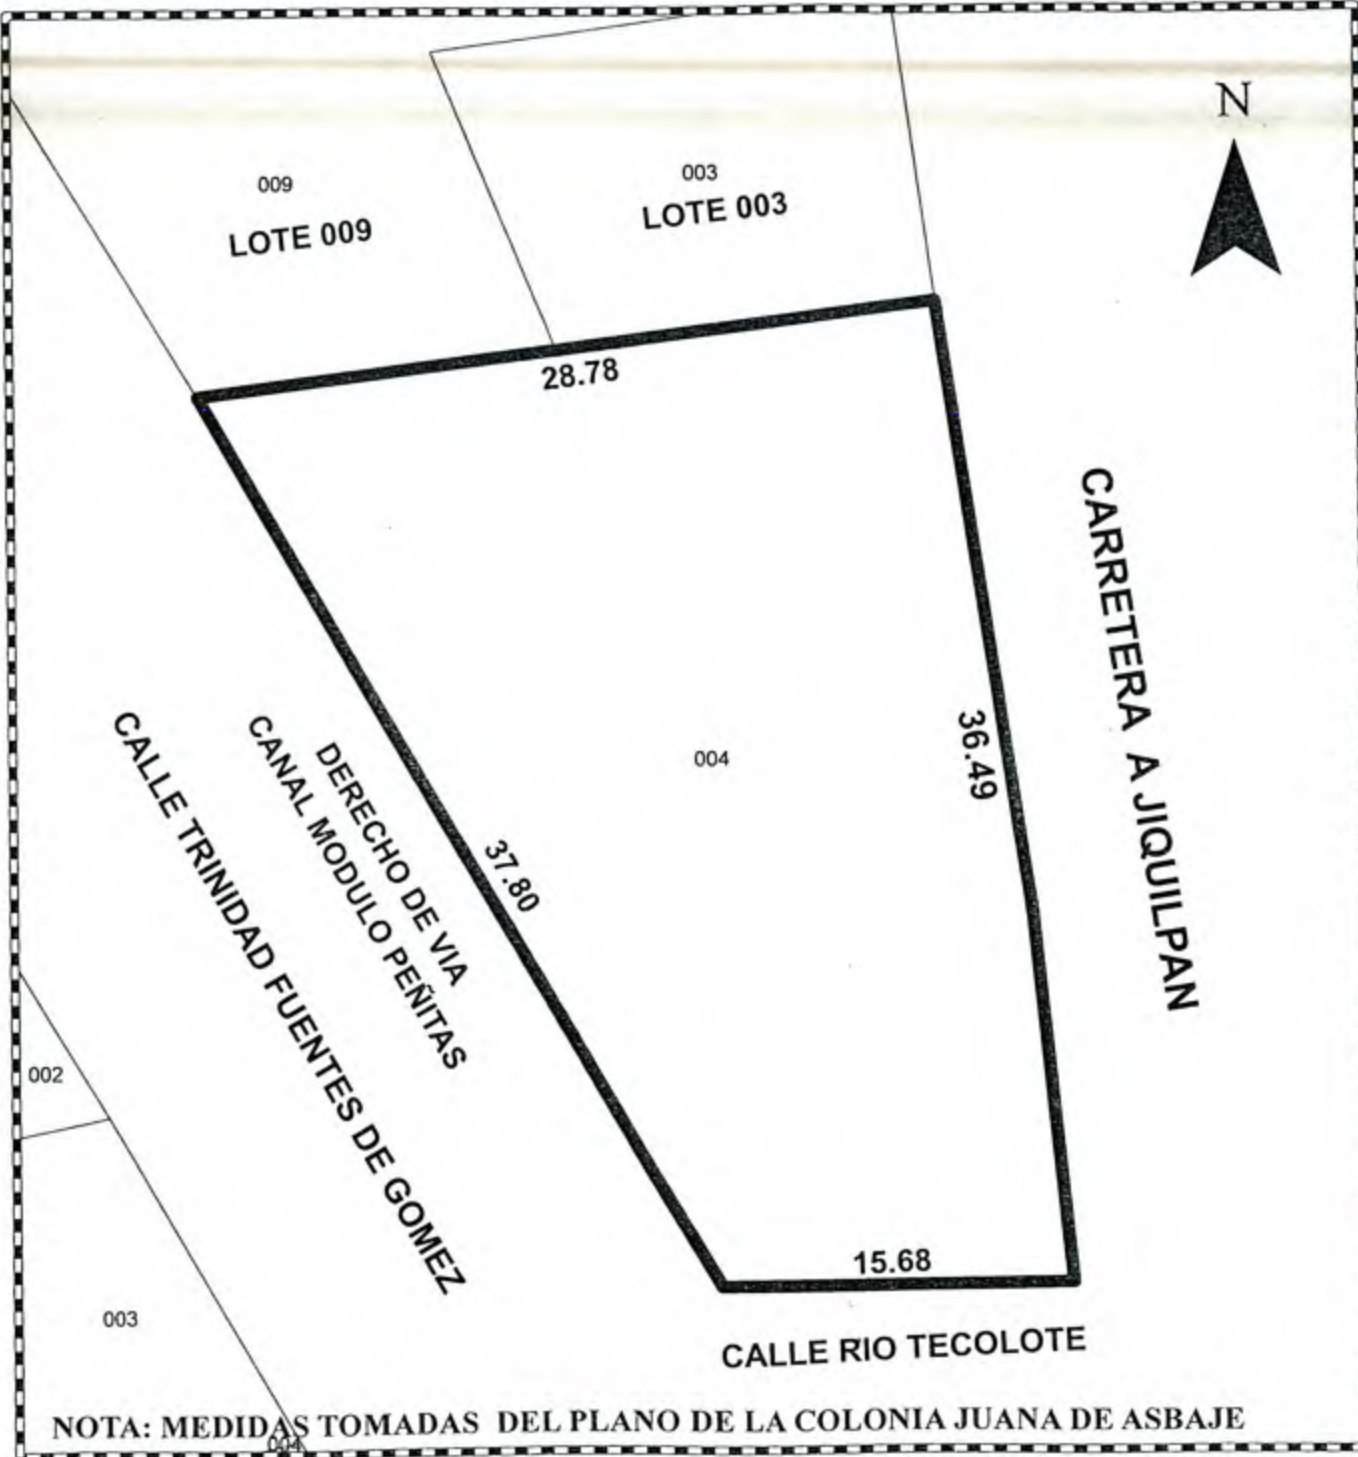 N
009
LOTE 009
003
LOTE 003
28.78
CARRETERA A JIQUILPAN
36.49
004
DERECHO DE VIA
CANAL MODULO PEÑITAS
37.80
CALLE TRINIDAD FUENTES DE GOMEZ
002
003
15.68
CALLE RIO TECOLOTE
NOTA: MEDIDAS TOMADAS DEL PLANO DE LA COLONIA JUANA DE ASBAJE
004